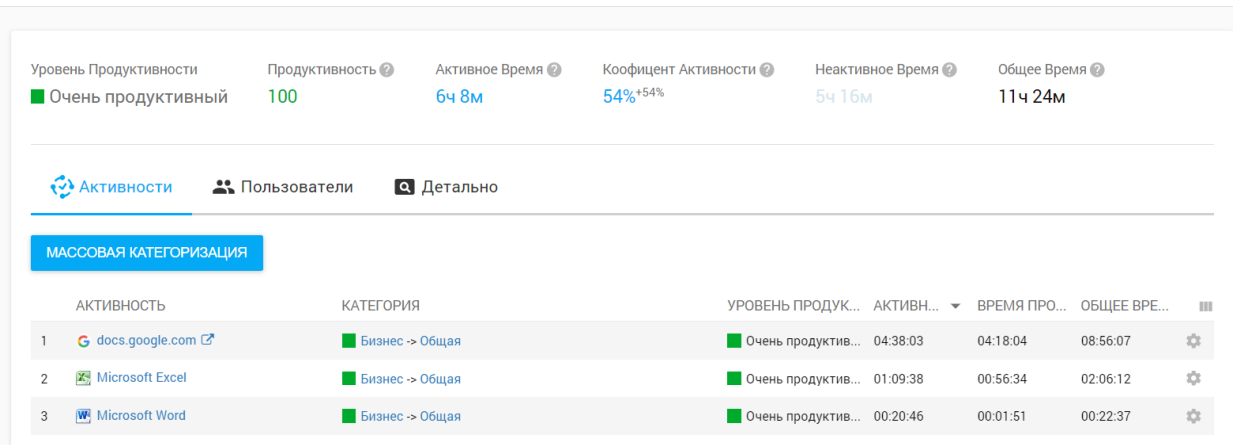 Уровень Продуктивности Продуктивность Активное Время Коофицент Активности Неактивное Время Общее Время
Очень продуктивный 100 6ч 8м 54%+54% 5ч 16м 11ч 24м
Активности Пользователи Детально
МАССОВАЯ КАТЕГОРИЗАЦИЯ
АКТИВНОСТЬ КАТЕГОРИЯ УРОВЕНЬ ПРОДУК... АКТИВН... ВРЕМЯ ПРО... ОБЩЕЕ ВРЕ...
1 docs.google.com Бизнес -> Общая Очень продуктив... 04:38:03 04:18:04 08:56:07
2 Microsoft Excel Бизнес -> Общая Очень продуктив... 01:09:38 00:56:34 02:06:12
3 Microsoft Word Бизнес -> Общая Очень продуктив... 00:20:46 00:01:51 00:22:37